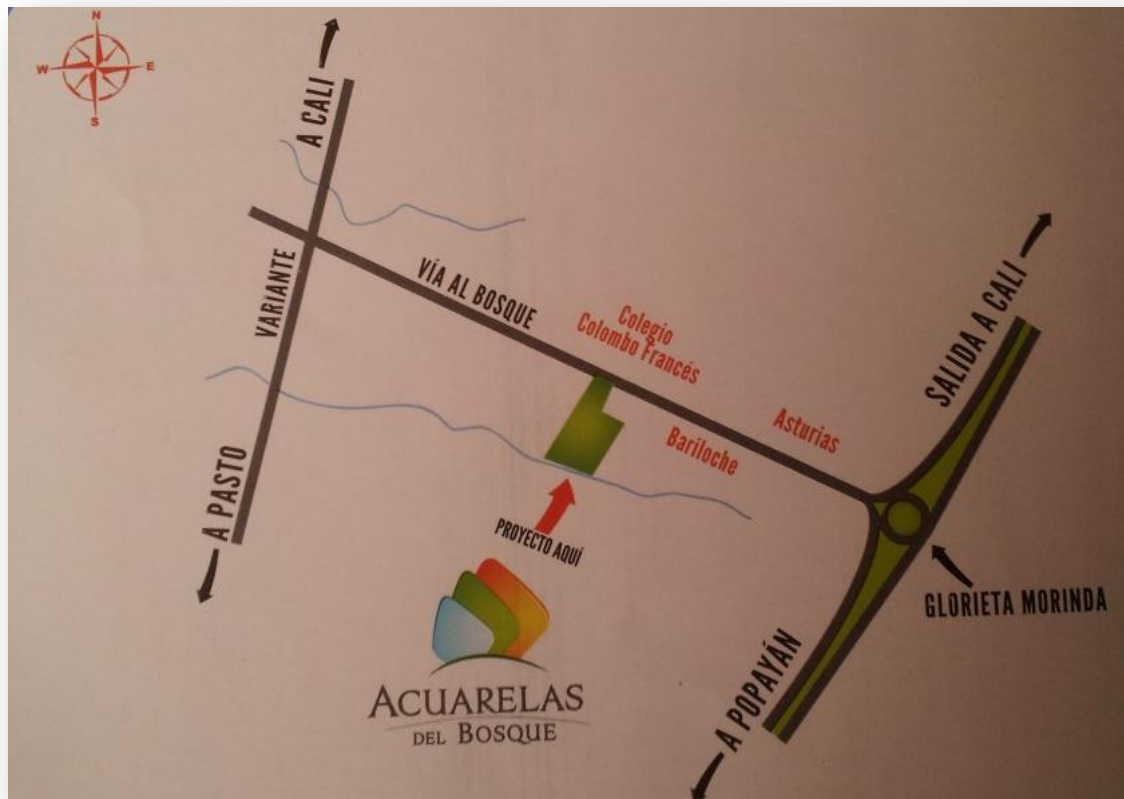 N
W
E
S
A CALI
VARIANTE
A PASTO
VÍA AL BOSQUE
Colegio
Colombo Francés
Bariloche
Asturias
SALIDA A CALI
GLORIETA MORINDA
A POPAYÁN
PROYECTO AQUÍ
ACUARELAS
DEL BOSQUE